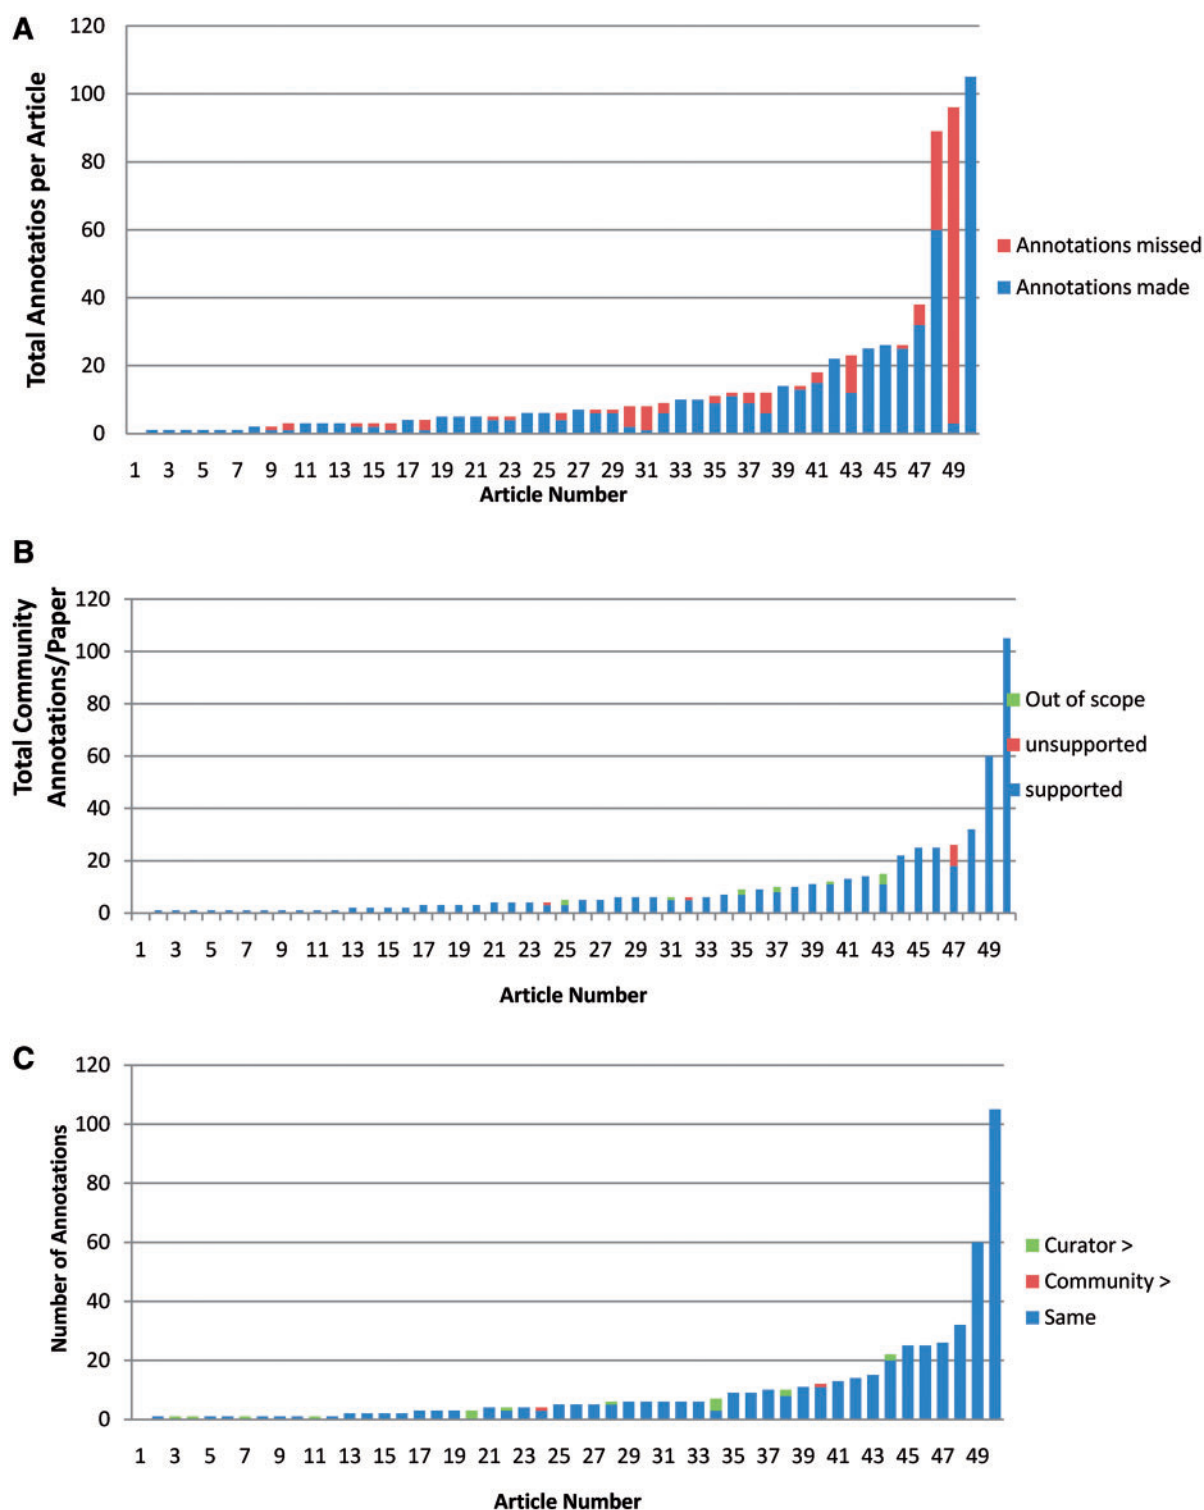 A
Total Annotatios per Article
120
100
80
60
40
20
0
1 3 5 7 9 11 13 15 17 19 21 23 25 27 29 31 33 35 37 39 41 43 45 47 49
Article Number
Annotations missed
Annotations made
B
Total Community
Annotations/Paper
120
100
80
60
40
20
0
1 3 5 7 9 11 13 15 17 19 21 23 25 27 29 31 33 35 37 39 41 43 45 47 49
Article Number
Out of scope
unsupported
supported
C
Number of Annotations
120
100
80
60
40
20
0
1 3 5 7 9 11 13 15 17 19 21 23 25 27 29 31 33 35 37 39 41 43 45 47 49
Article Number
Curator >
Community >
Same